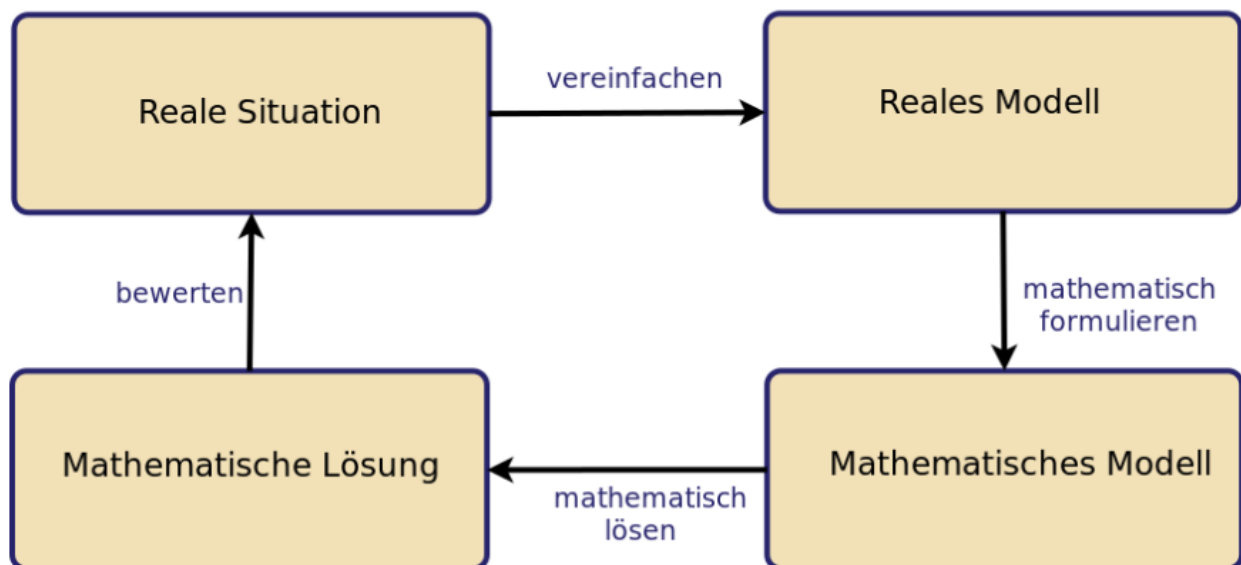 Reale Situation
vereinfachen
Reales Modell
bewerten
mathematisch
formulieren
Mathematische Lösung
mathematisch
lösen
Mathematisches Modell